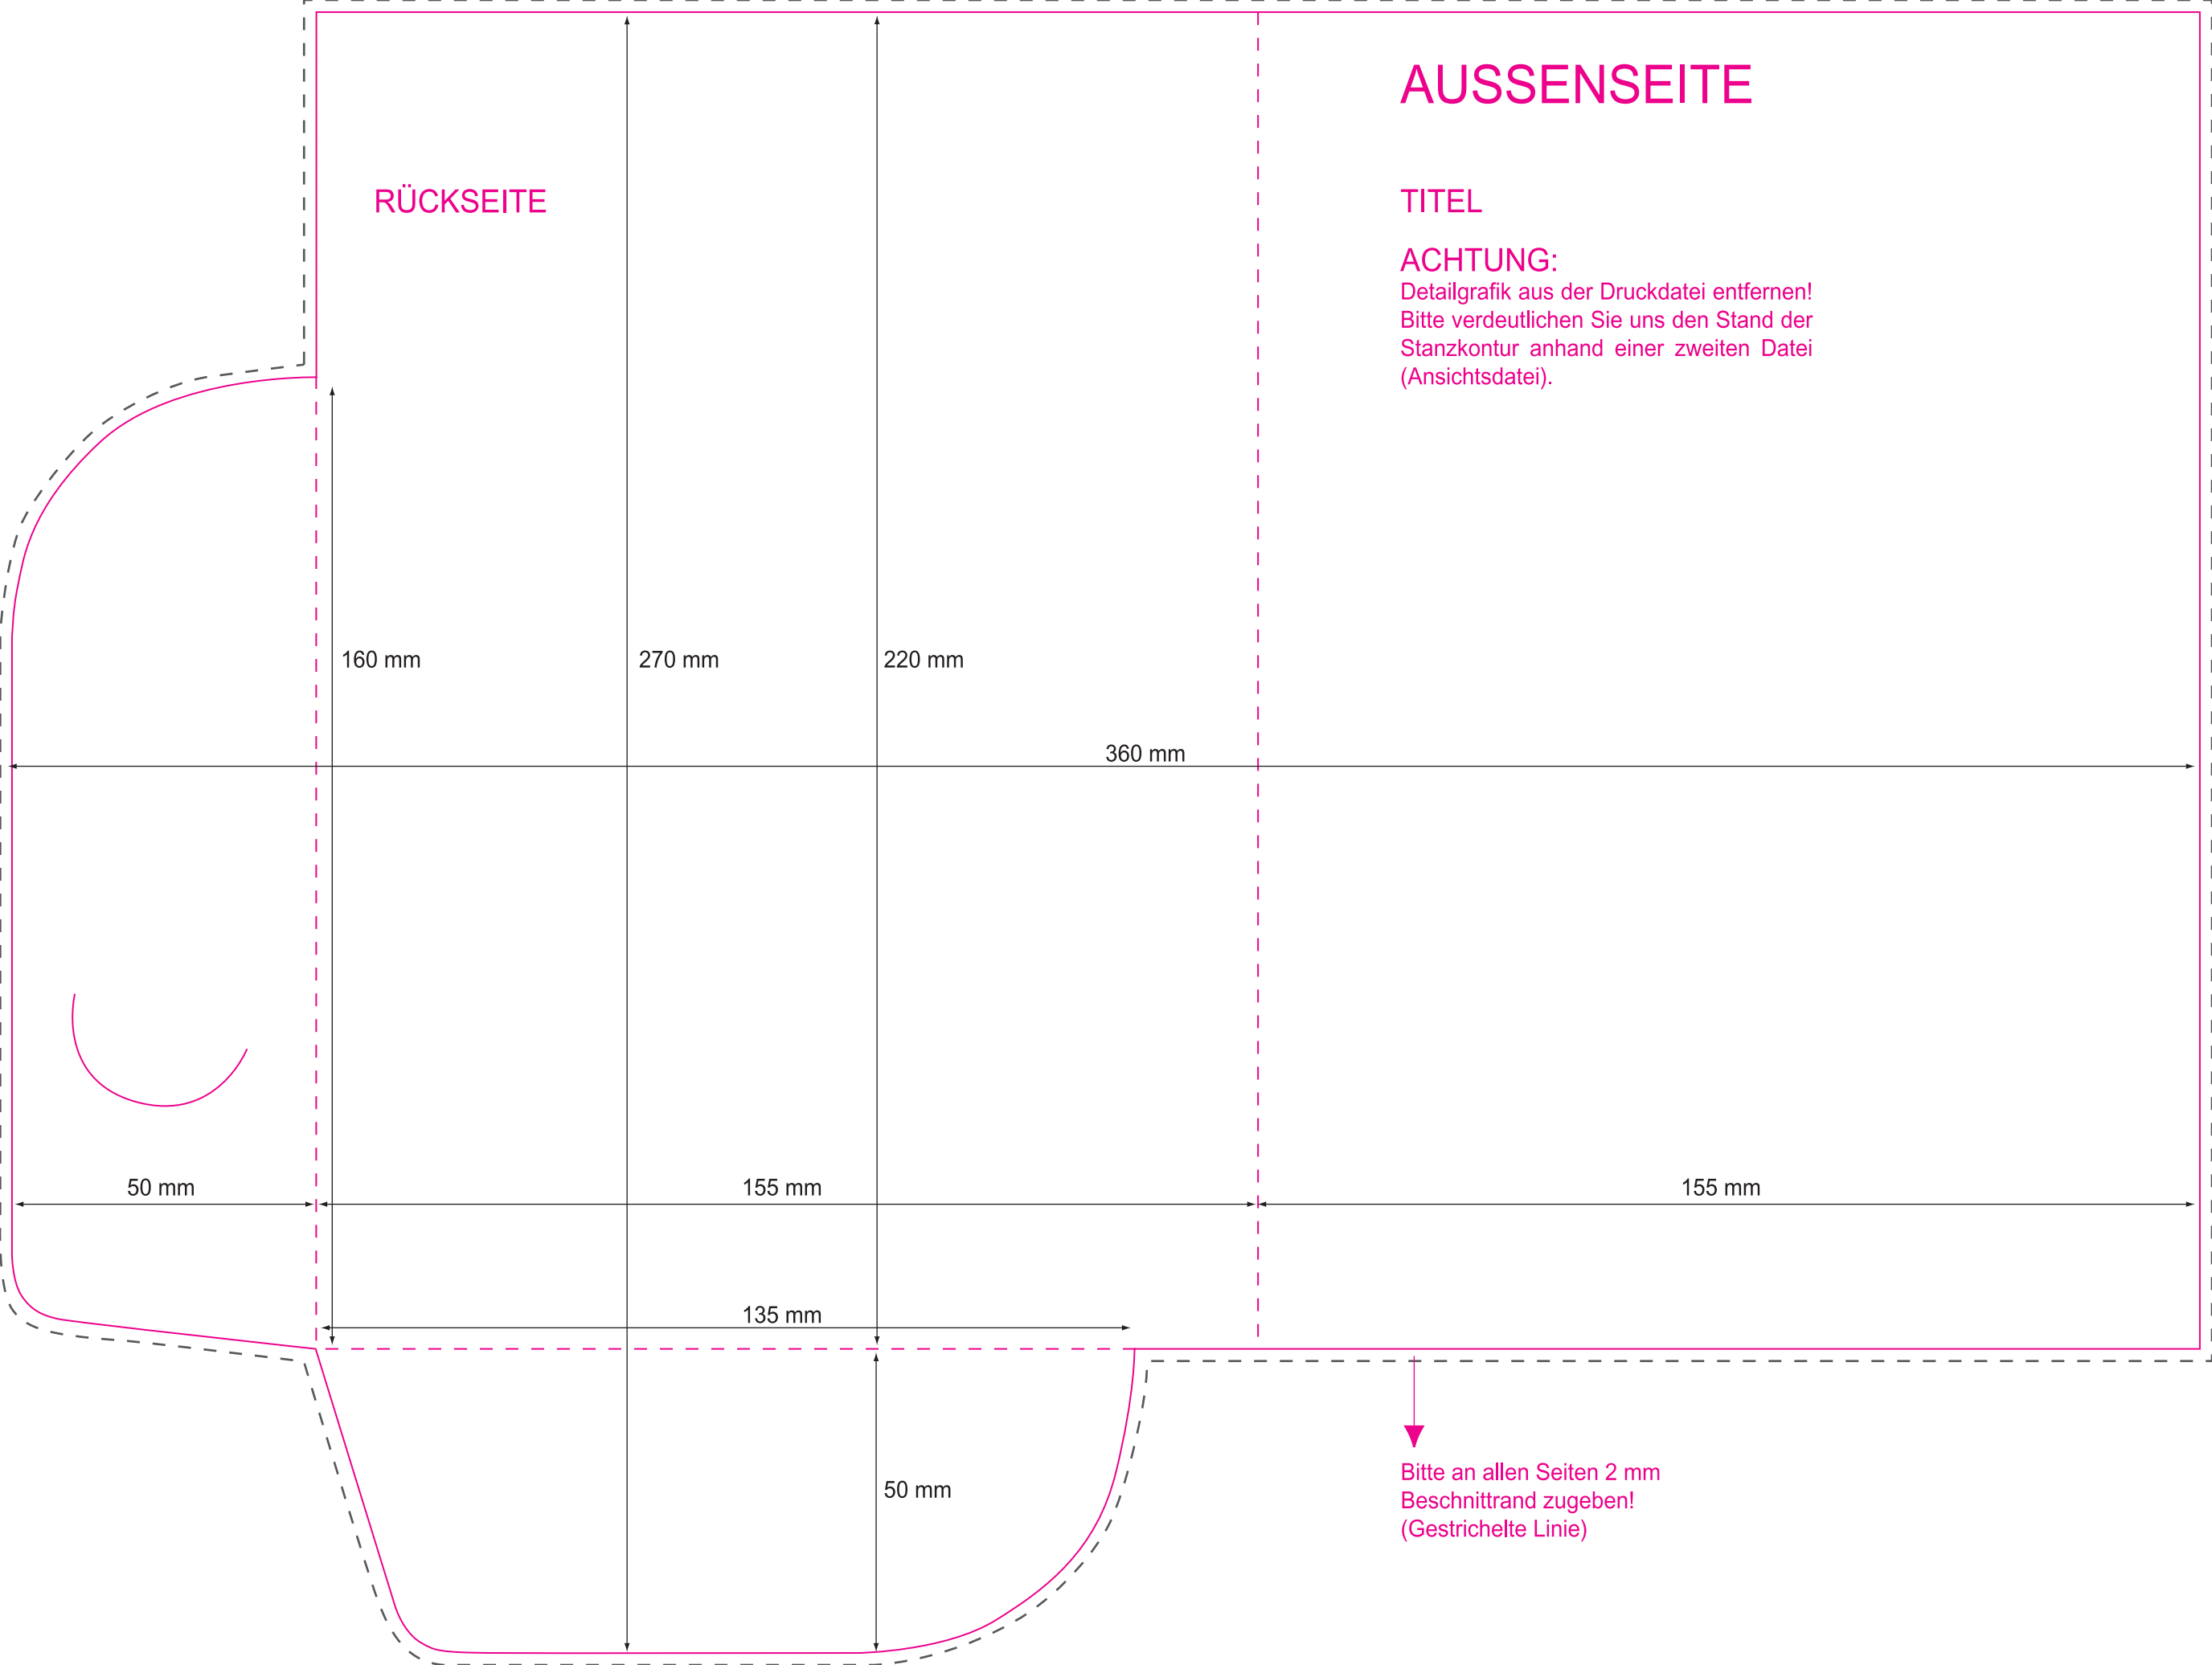 AUSSENSEITE
RÜCKSEITE
TITEL
ACHTUNG:
Detailgrafik aus der Druckdatei entfernen!
Bitte verdeutlichen Sie uns den Stand der
Stanzkontur anhand einer zweiten Datei
(Ansichtsdatei).
160 mm
270 mm
220 mm
360 mm
50 mm
155 mm
155 mm
135 mm
50 mm
Bitte an allen Seiten 2 mm
Beschnittrand zugeben!
(Gestrichelte Linie)